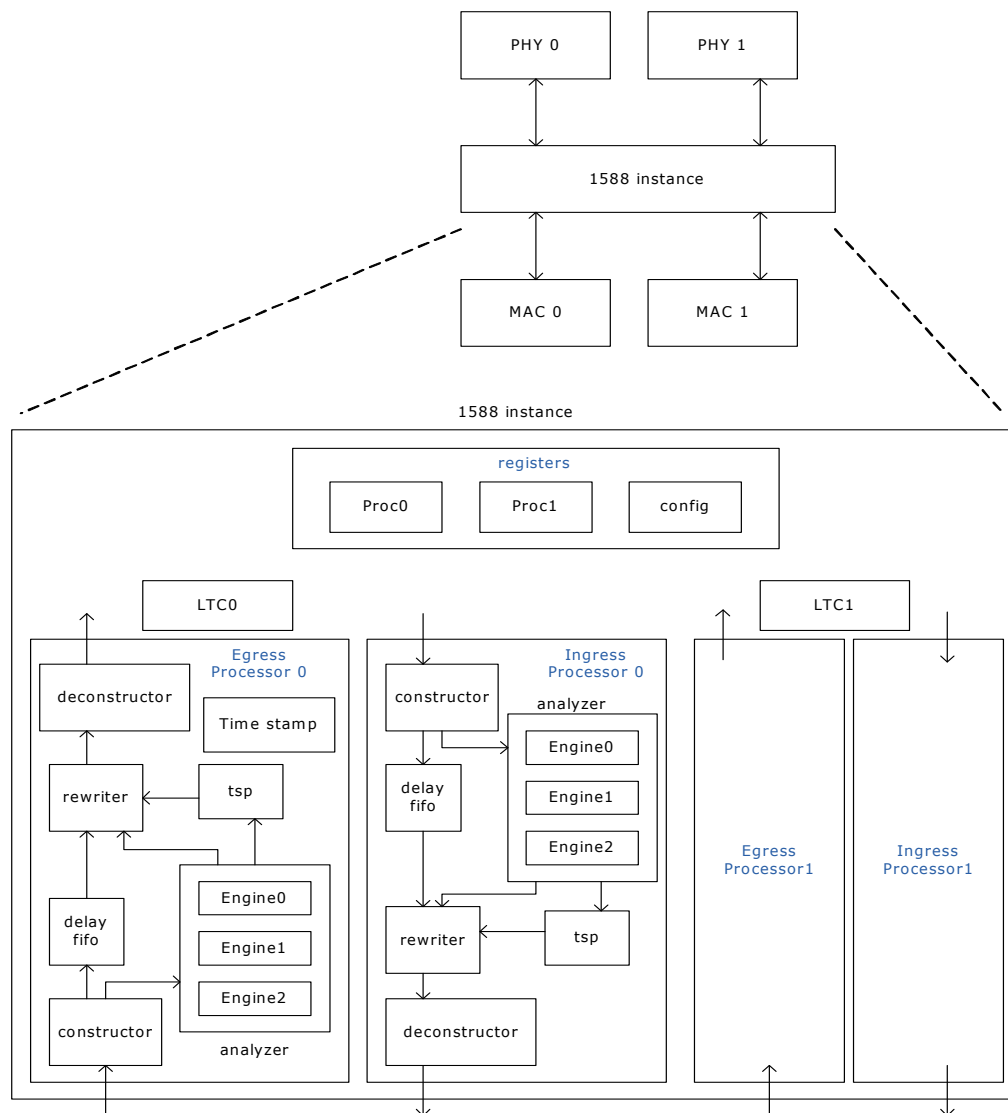 PHY 0
PHY 1
1588 instance
MAC 0
MAC 1
1588 instance
registers
Proc0
Proc1
config
LTC0
LTC1
Egress
Processor 0
deconstructor
Time stamp
rewriter
tsp
delay
fifo
Engine0
Engine1
Engine2
constructor
analyzer
Ingress
Processor 0
constructor
analyzer
Engine0
delay
fifo
Engine1
Engine2
rewriter
tsp
deconstructor
Egress
Processor1
Ingress
Processor1